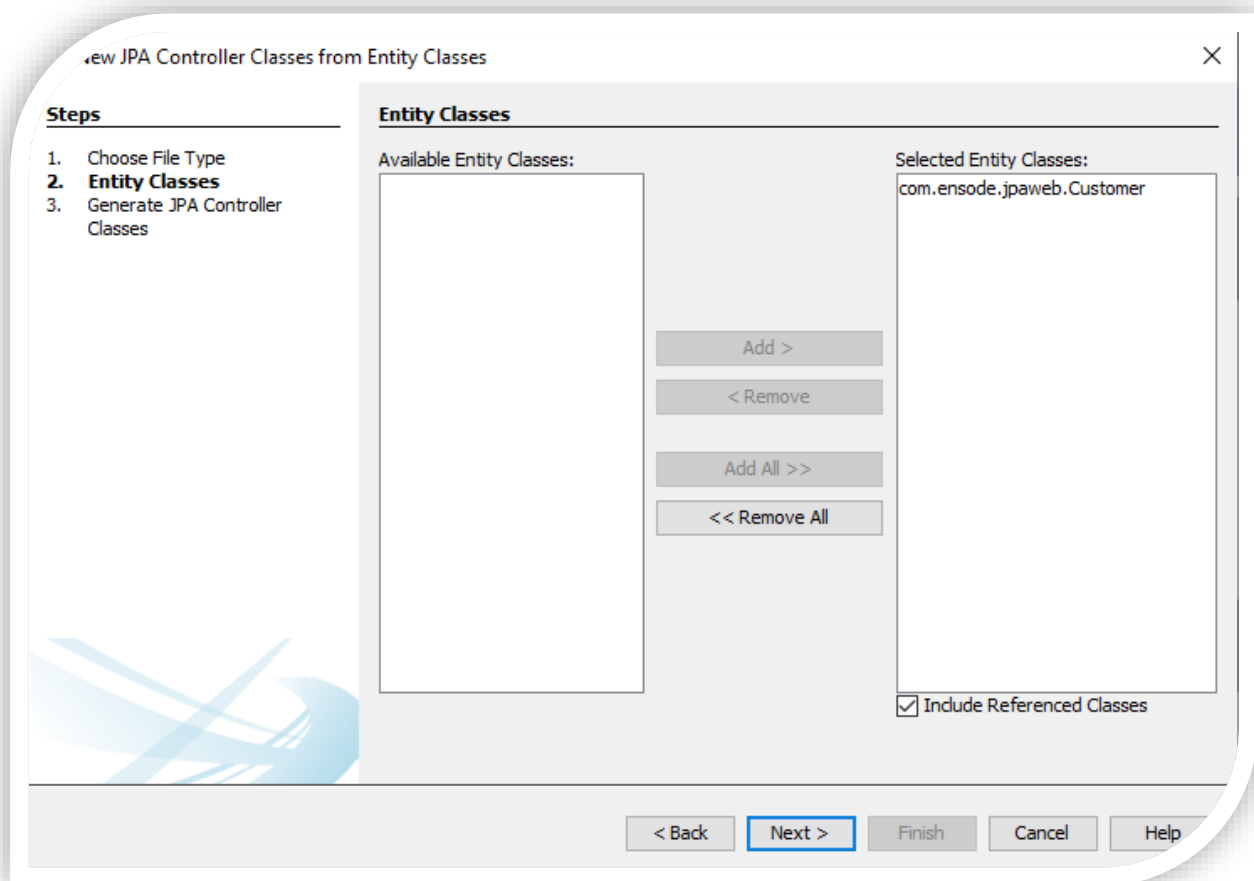 New JPA Controller Classes from Entity Classes
Steps
1. Choose File Type
2. Entity Classes
3. Generate JPA Controller
Classes
Entity Classes
Available Entity Classes:
Selected Entity Classes:
com.ensode.jpaweb.Customer
Add >
< Remove
Add All >>
<< Remove All
Include Referenced Classes
< Back
Next >
Finish
Cancel
Help